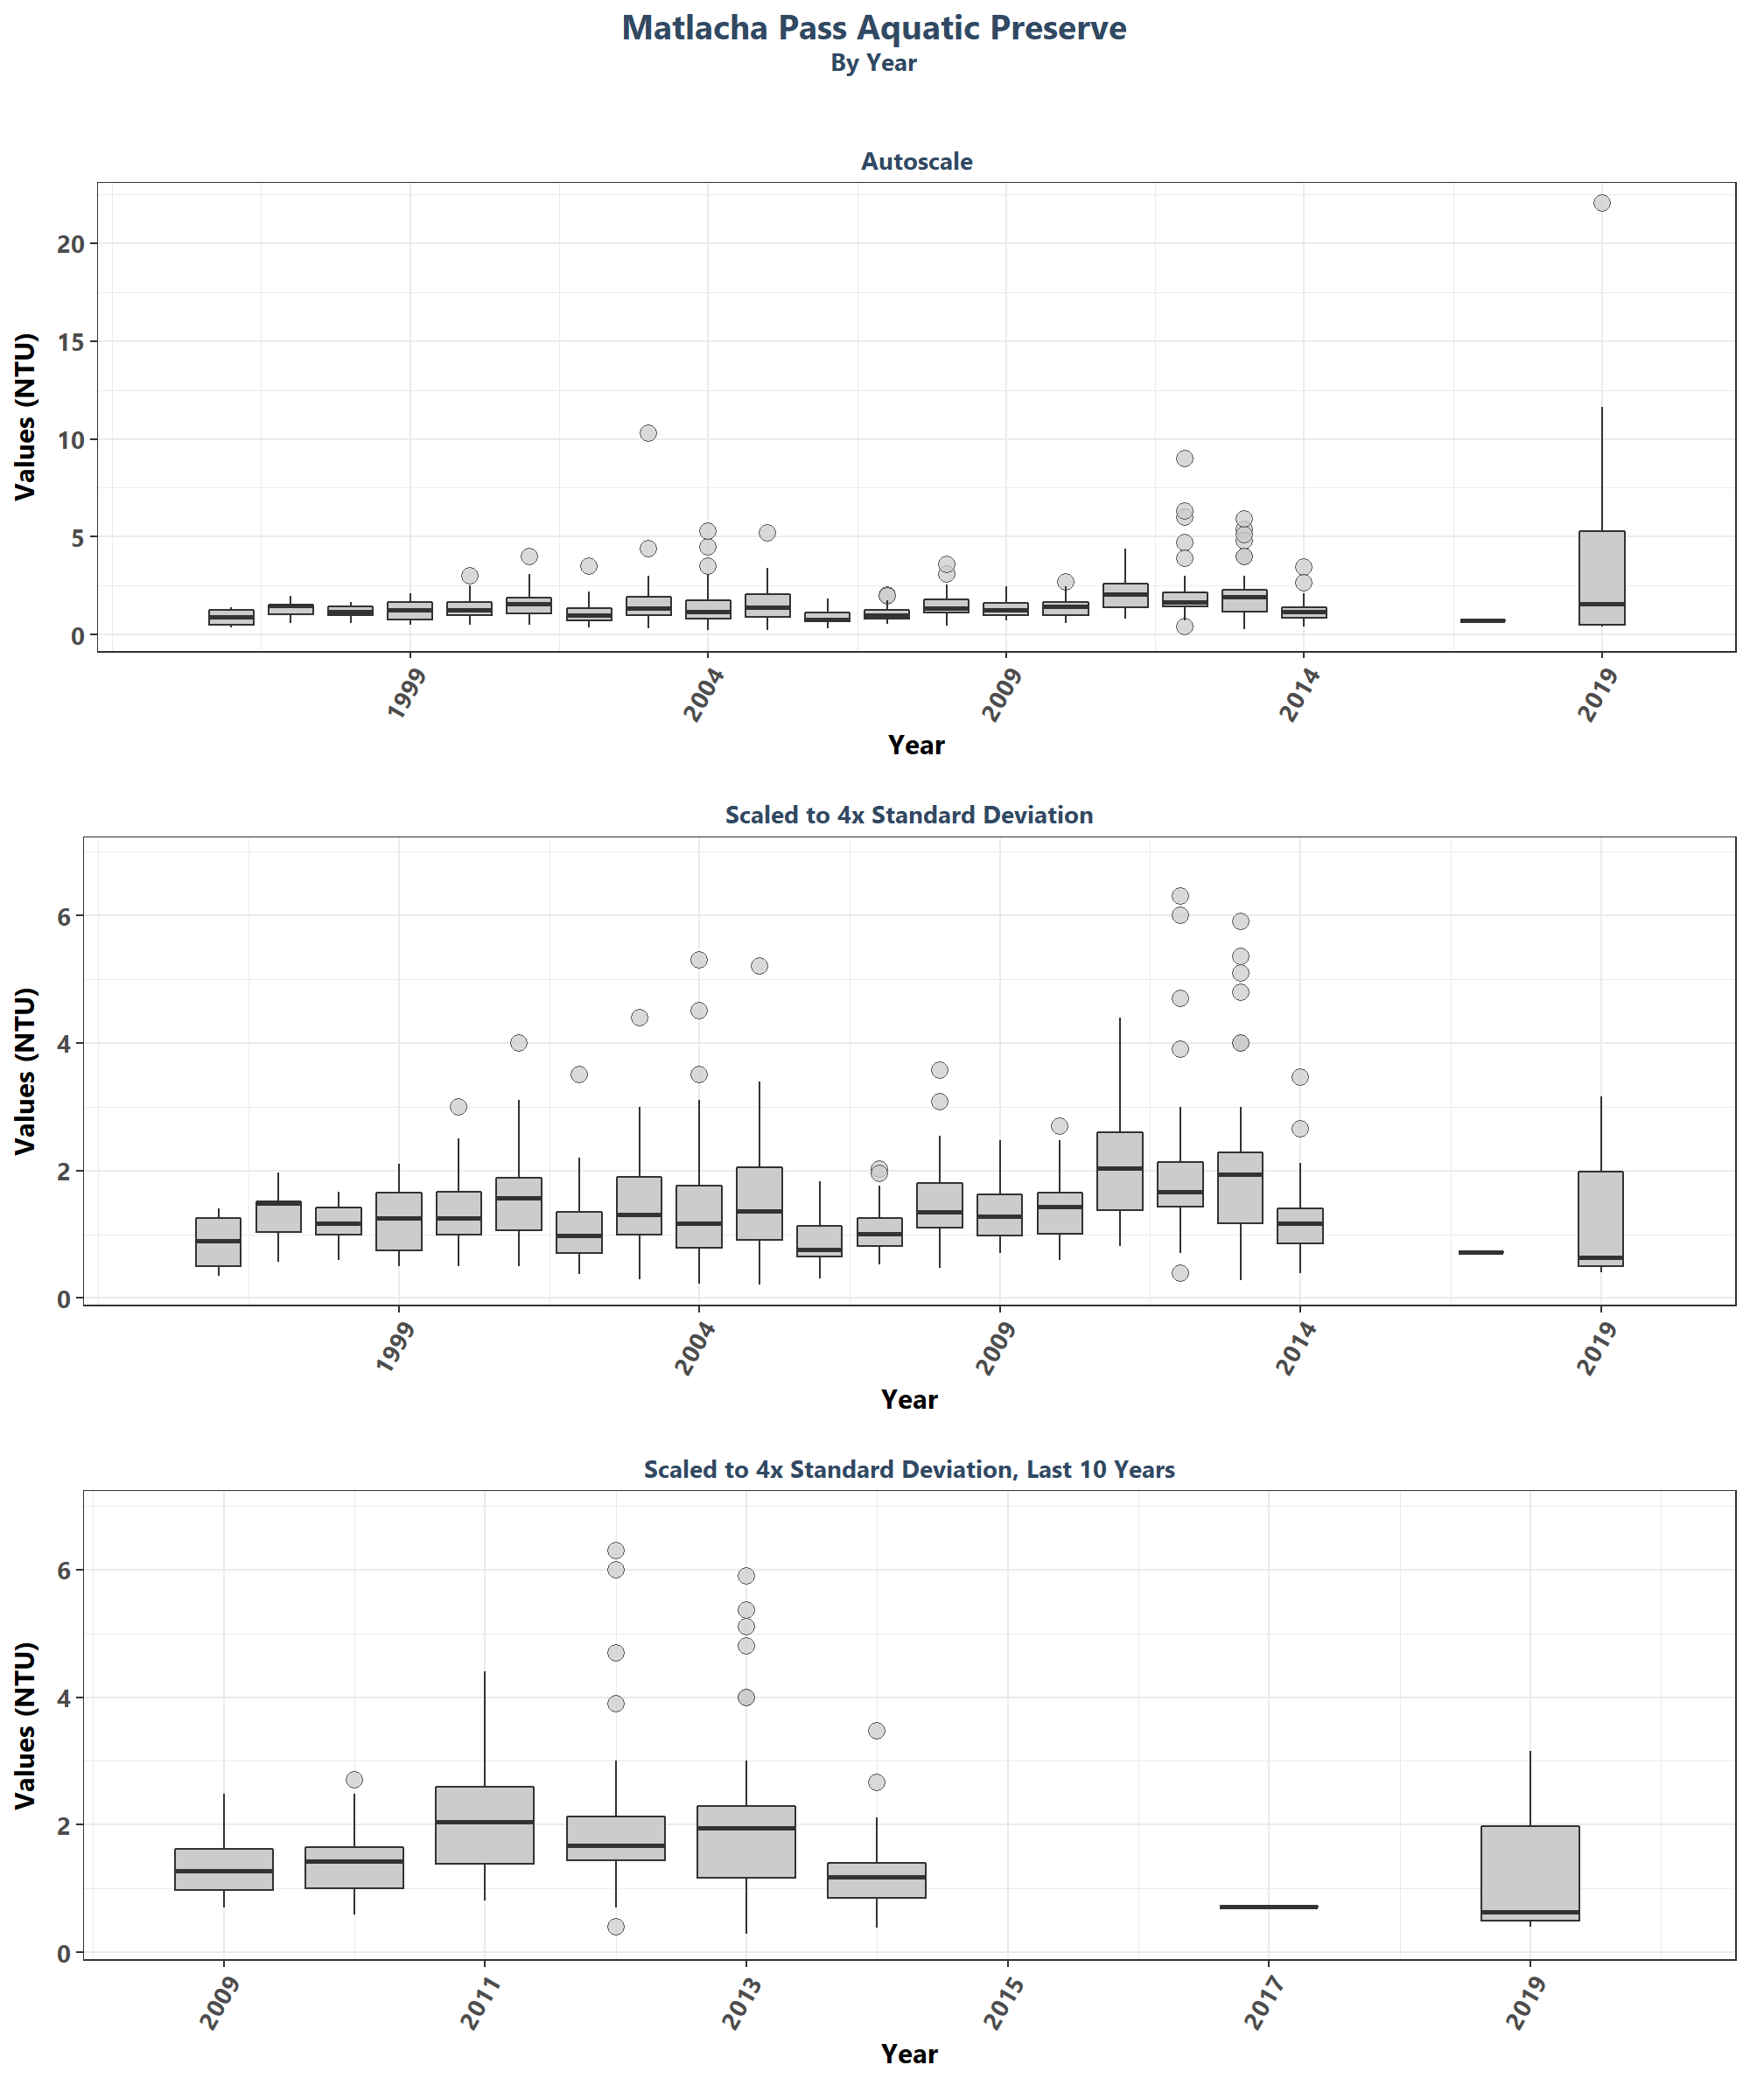 Matlacha Pass Aquatic Preserve
By Year
Autoscale
Values (NTU)
20
15
10
5
0
1999
2004
2009
2014
2019
Year
Scaled to 4x Standard Deviation
Values (NTU)
6
4
2
0
1999
2004
2009
2014
2019
Year
Scaled to 4x Standard Deviation, Last 10 Years
Values (NTU)
6
4
2
0
2009
2011
2013
2015
2017
2019
Year